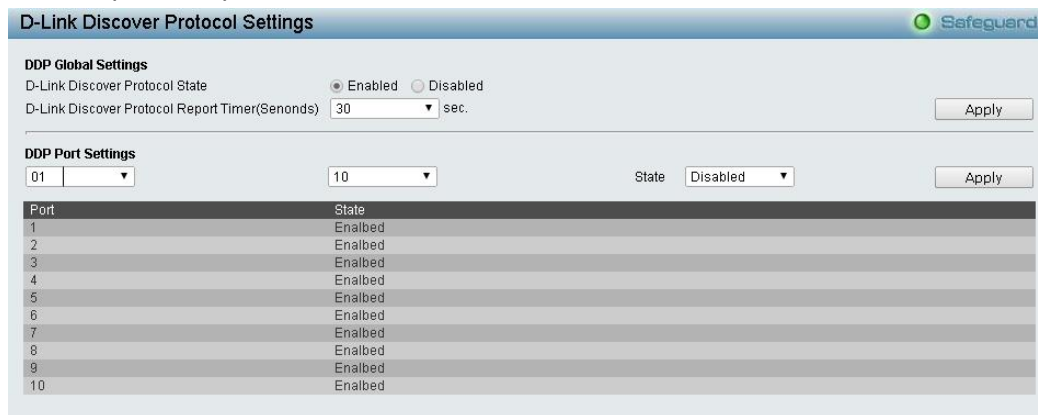 D-Link Discover Protocol Settings Safeguard
DDP Global Settings
D-Link Discover Protocol State Enabled Disabled
D-Link Discover Protocol Report Timer(Senonds) 30 sec. Apply
DDP Port Settings
01 10 State Disabled Apply
Port State
1 Enalbed
2 Enalbed
3 Enalbed
4 Enalbed
5 Enalbed
6 Enalbed
7 Enalbed
8 Enalbed
9 Enalbed
10 Enalbed